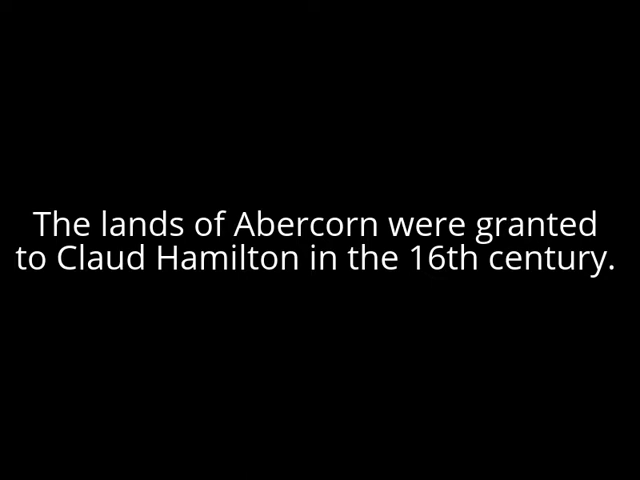 The lands of Abercorn were granted
to Claud Hamilton in the 16th century.